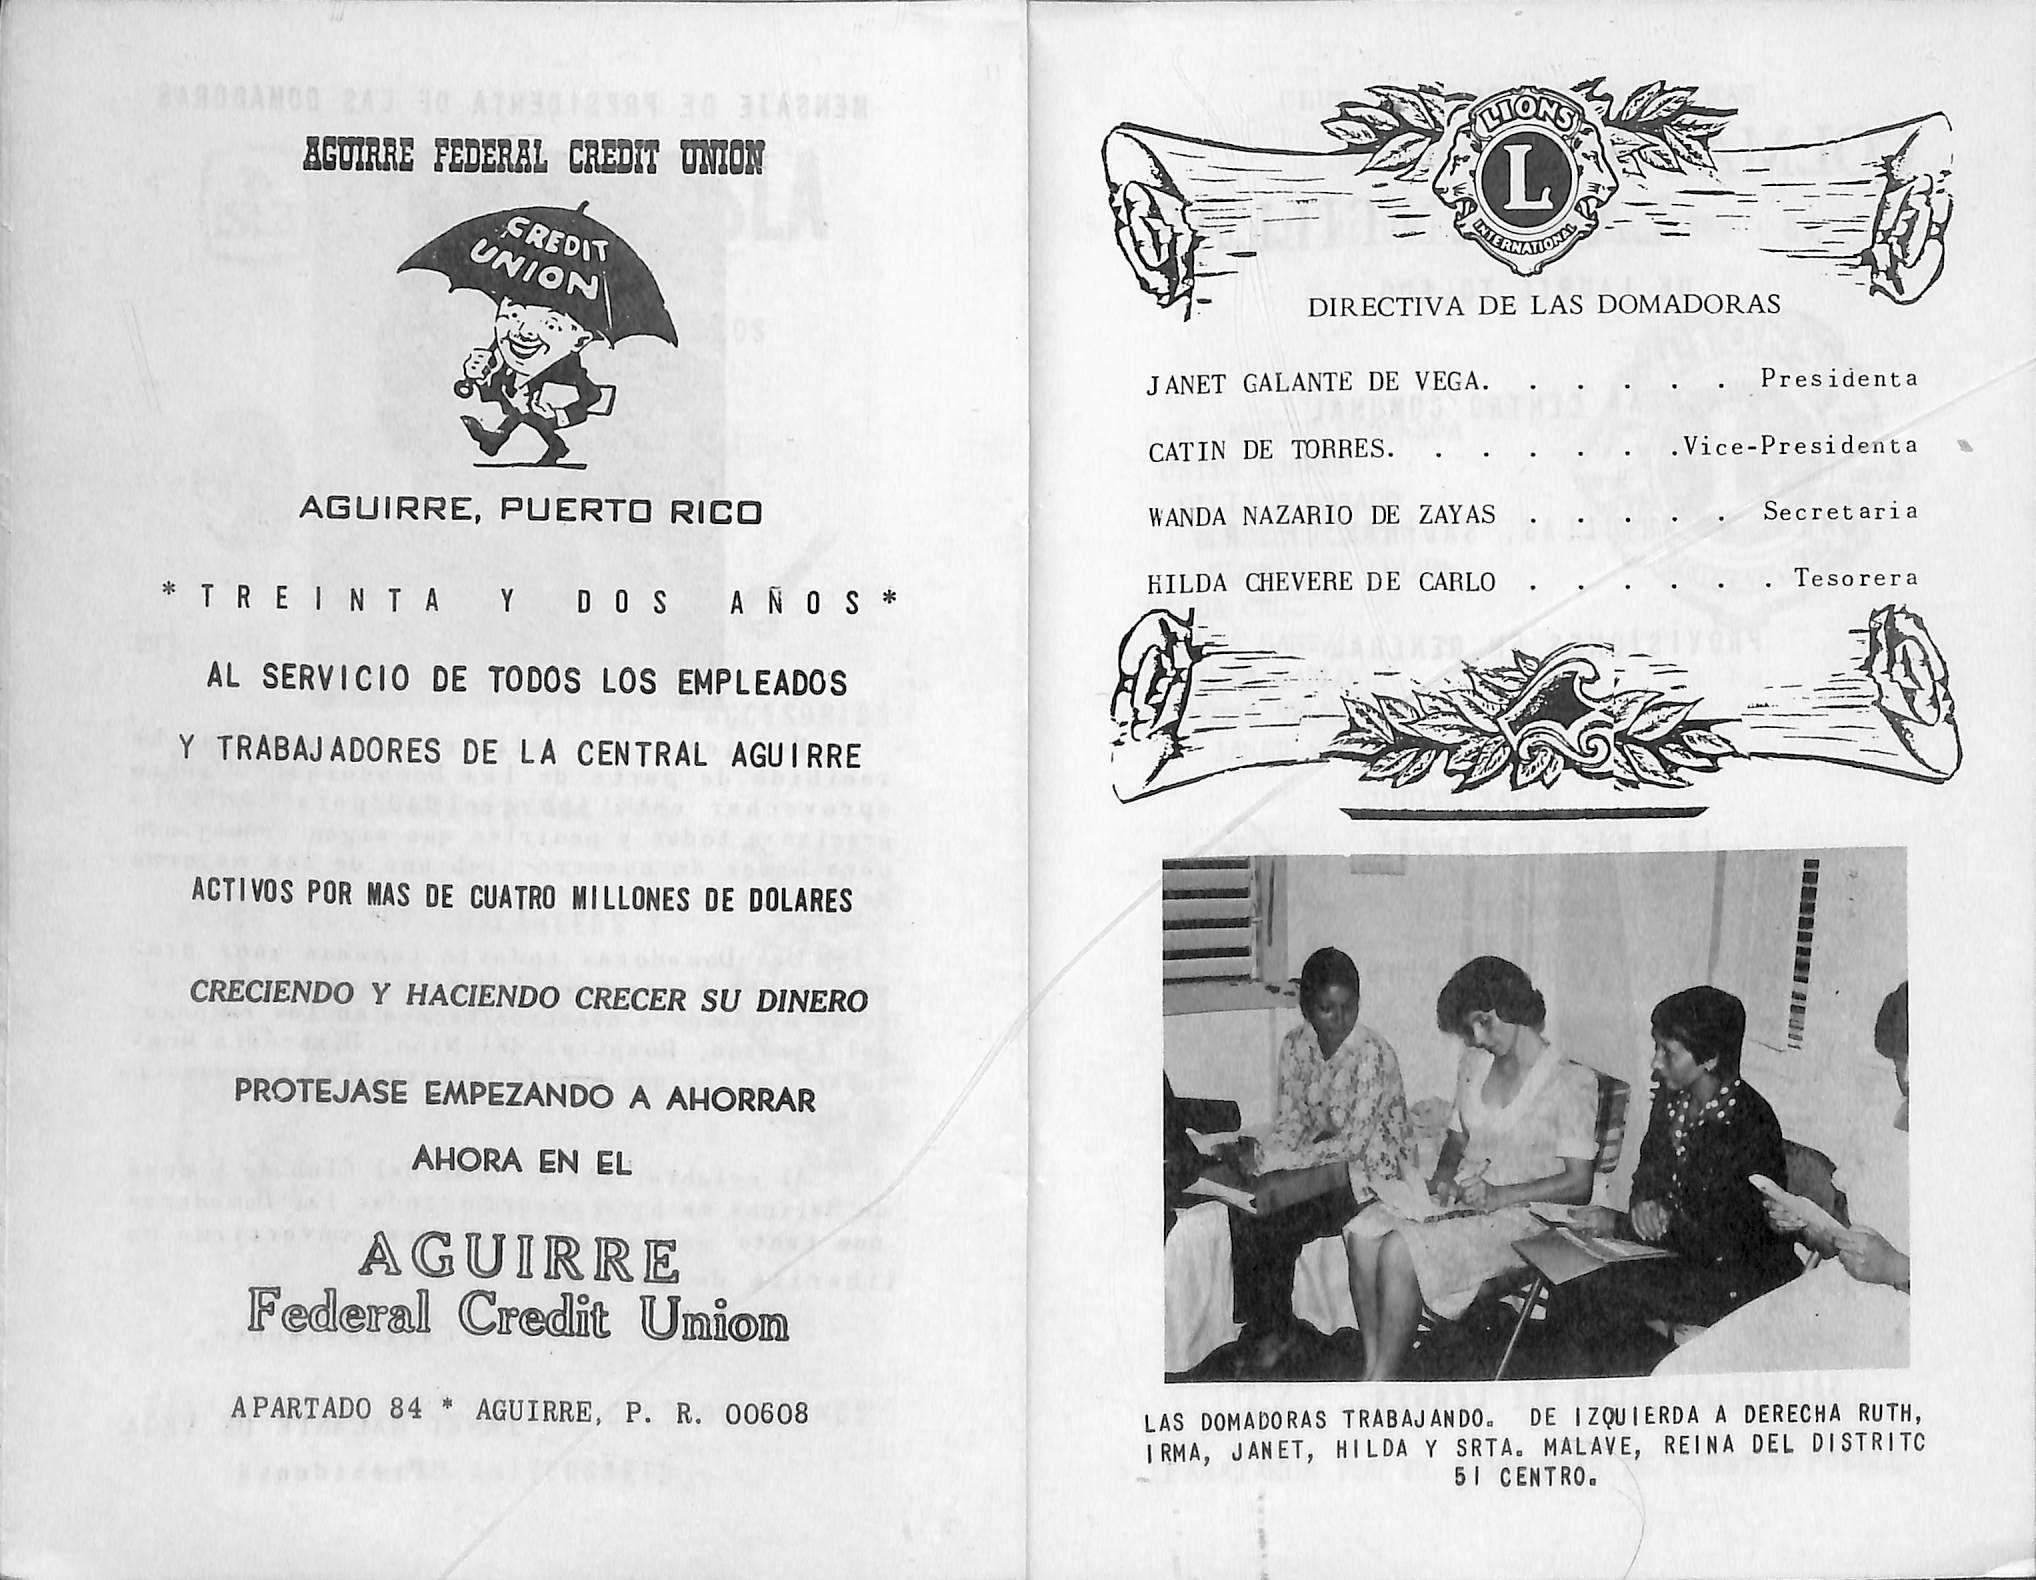 AGUIRRE FEDERAL CREDIT UNION
CREDIT
UNION
AGUIRRE, PUERTO RICO
* TREINTA Y DOS AÑOS *
AL SERVICIO DE TODOS LOS EMPLEADOS
Y TRABAJADORES DE LA CENTRAL AGUIRRE
ACTIVOS POR MAS DE CUATRO MILLONES DE DOLARES
CRECIENDO Y HACIENDO CRECER SU DINERO
PROTEJASE EMPEZANDO A AHORRAR
AHORA EN EL
AGUIRRE
Federal Credit Union
APARTADO 84 * AGUIRRE, P. R. 00608
LIONS
L
INTERNATIONAL
DIRECTIVA DE LAS DOMADORAS
JANET GALANTE DE VEGA. . . . . . Presidenta
CATIN DE TORRES. . . . . . .Vice-Presidenta
WANDA NAZARIO DE ZAYAS . . . . . Secretaria
HILDA CHEVERE DE CARLO . . . . . . Tesorera
LAS DOMADORAS TRABAJANDO. DE IZQUIERDA A DERECHA RUTH,
IRMA, JANET, HILDA Y SRTA. MALAVE, REINA DEL DISTRITO
51 CENTRO.